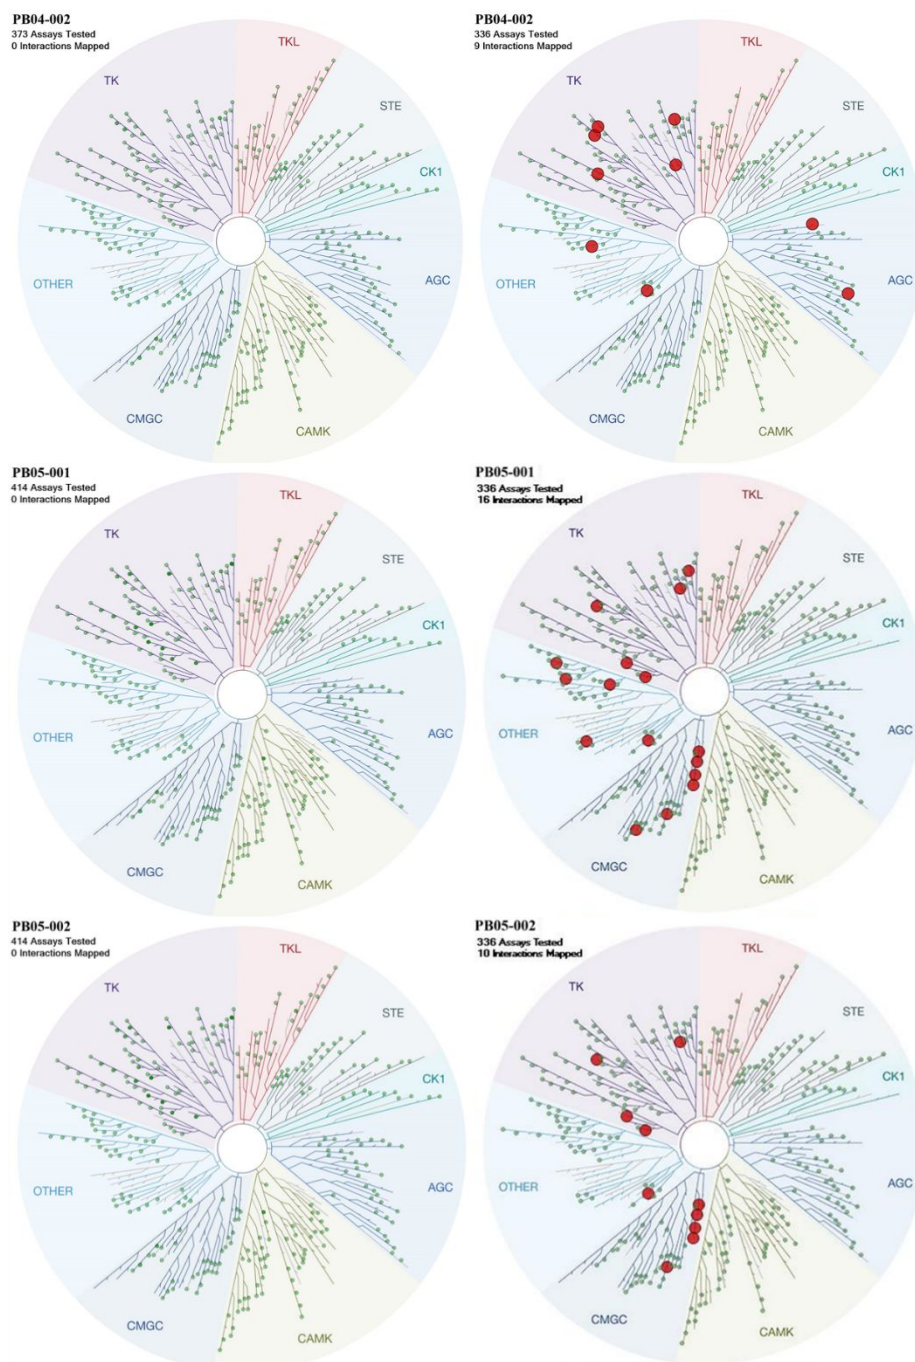 PB04-002
373 Assays Tested
0 Interactions Mapped
TK
TKL
STE
CK1
AGC
CAMK
CMGC
OTHER
PB04-002
336 Assays Tested
9 Interactions Mapped
TK
TKL
STE
CK1
AGC
CAMK
CMGC
OTHER
PB05-001
414 Assays Tested
0 Interactions Mapped
TK
TKL
STE
CK1
AGC
CAMK
CMGC
OTHER
PB05-001
336 Assays Tested
16 Interactions Mapped
TK
TKL
STE
CK1
AGC
CAMK
CMGC
OTHER
PB05-002
414 Assays Tested
0 Interactions Mapped
TK
TKL
STE
CK1
AGC
CAMK
CMGC
OTHER
PB05-002
336 Assays Tested
10 Interactions Mapped
TK
TKL
STE
CK1
AGC
CAMK
CMGC
OTHER